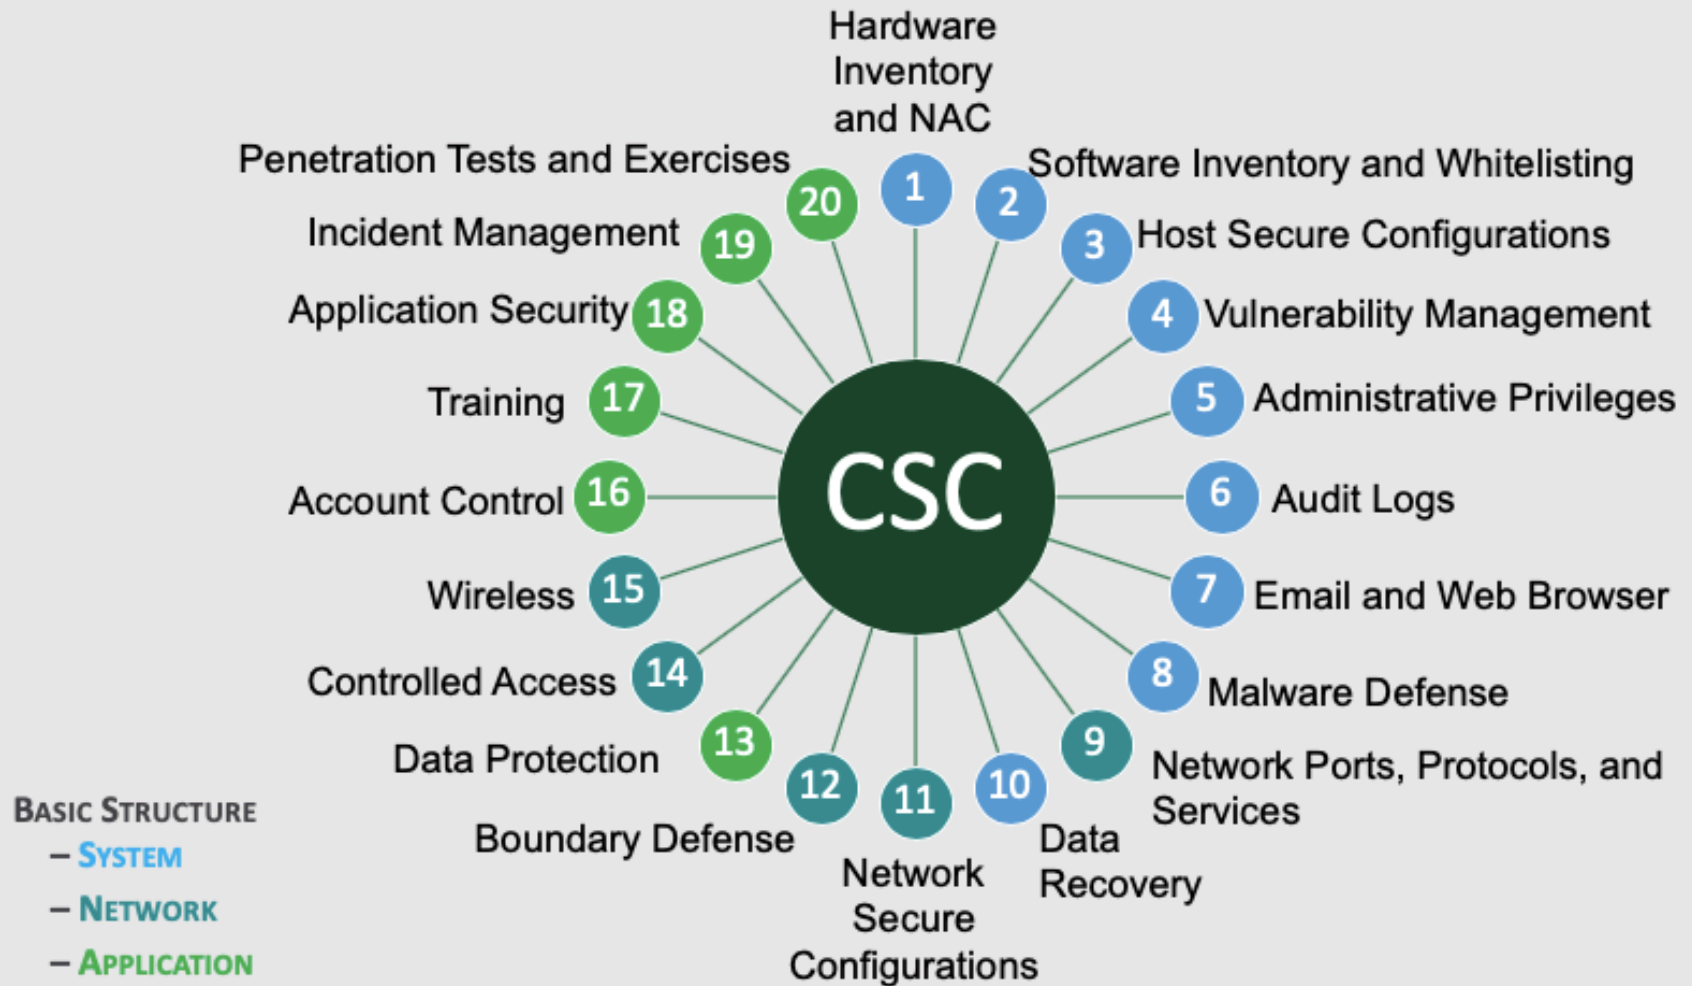 Hardware
Inventory
and NAC
1
2
Software Inventory and Whitelisting
3
Host Secure Configurations
4
Vulnerability Management
5
Administrative Privileges
6
Audit Logs
7
Email and Web Browser
8
Malware Defense
9
Network Ports, Protocols, and
Services
10
Data
Recovery
11
Network
Secure
Configurations
12
Boundary Defense
13
Data Protection
14
Controlled Access
15
Wireless
16
Account Control
17
Training
18
Application Security
19
Incident Management
20
Penetration Tests and Exercises
CSC
BASIC STRUCTURE
– SYSTEM
– NETWORK
– APPLICATION